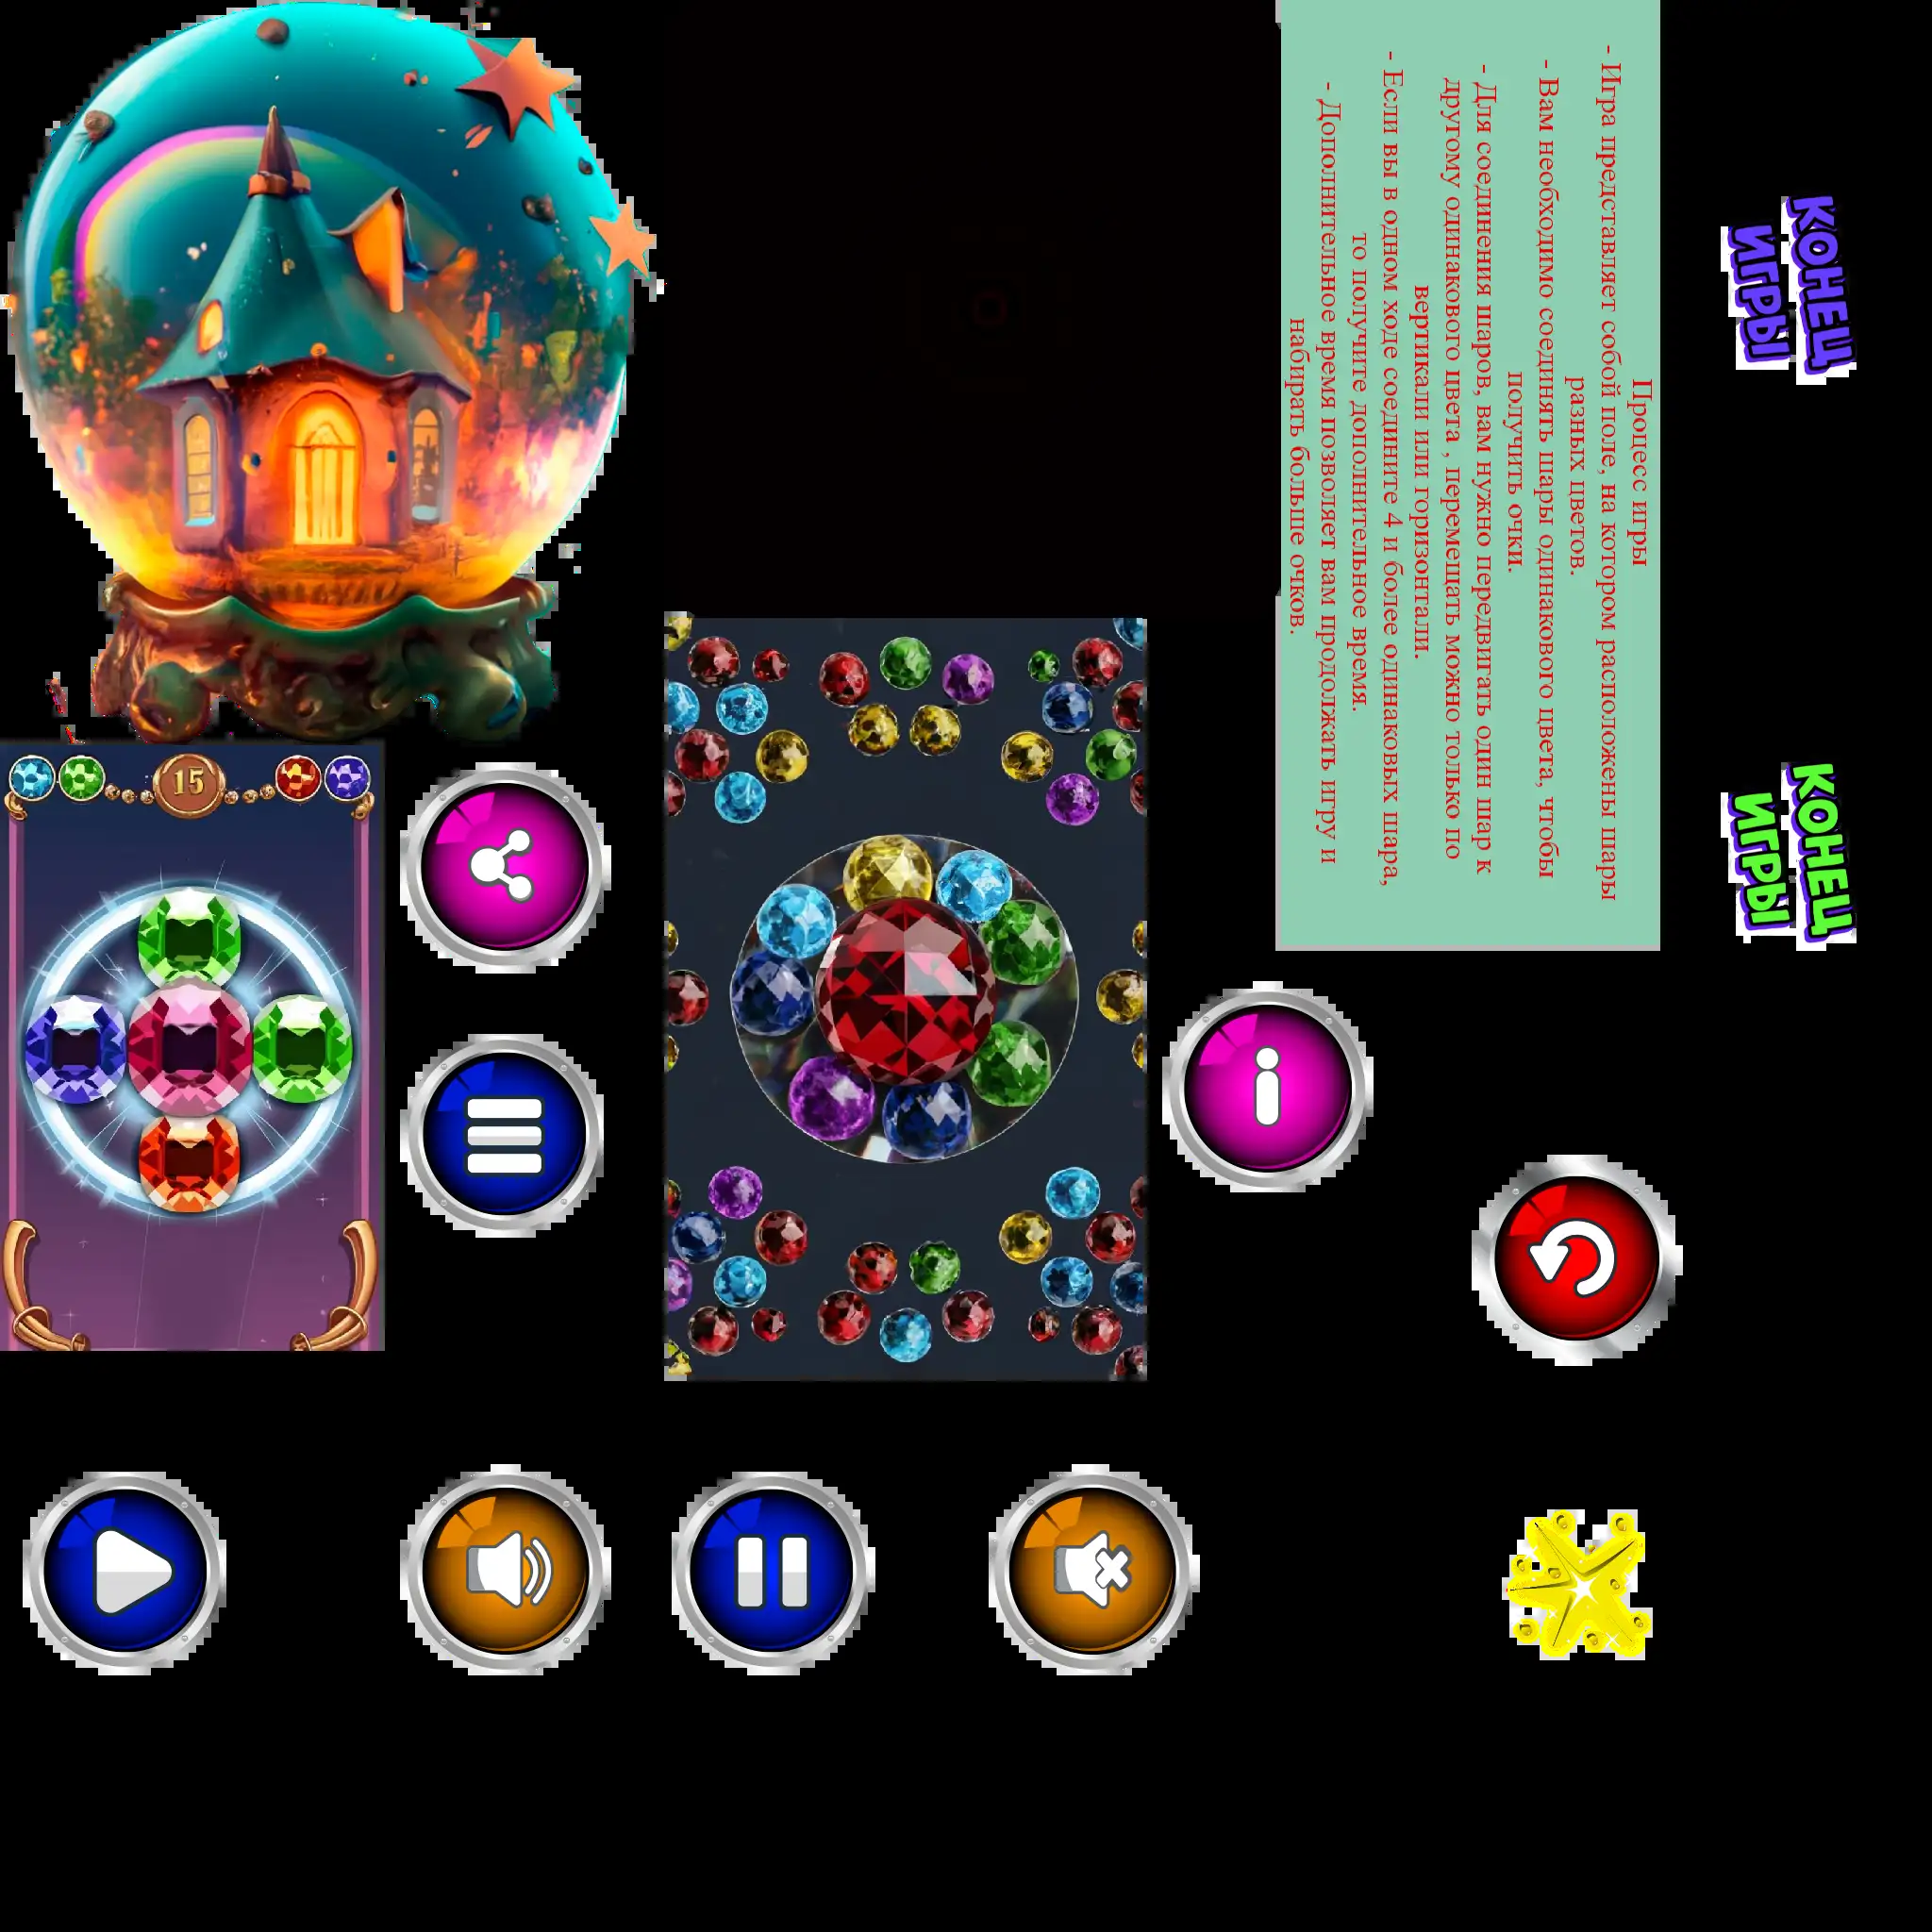 Процесс игры
- Игра представляет собой поле, на котором расположены шары
разных цветов.
- Вам необходимо соединять шары одинакового цвета, чтобы
получить очки.
- Для соединения шаров, вам нужно передвигать один шар к
другому одинакового цвета , перемещать можно только по
вертикали или горизонтали.
- Если вы в одном ходе соедините 4 и более одинаковых шара,
то получите дополнительное время.
- Дополнительное время позволяет вам продолжать игру и
набирать больше очков.
КОНЕЦ
ИГРЫ
КОНЕЦ
ИГРЫ
15